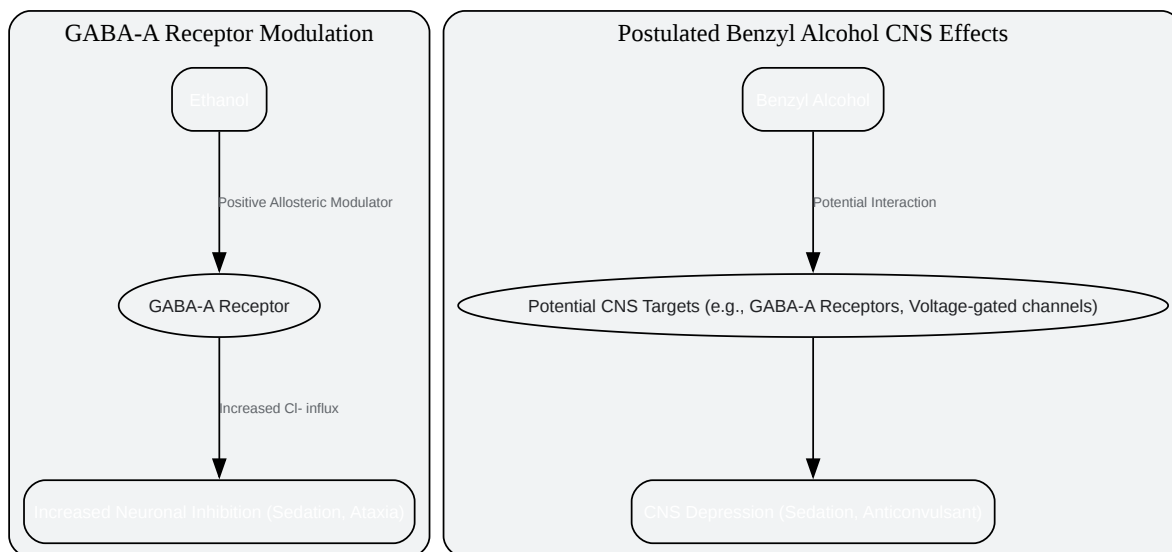 GABA-A Receptor Modulation
Ethanol
Positive Allosteric Modulator
GABA-A Receptor
Increased Cl- influx
Increased Neuronal Inhibition (Sedation, Ataxia)
Postulated Benzyl Alcohol CNS Effects
Benzyl Alcohol
Potential Interaction
Potential CNS Targets (e.g., GABA-A Receptors, Voltage-gated channels)
CNS Depression (Sedation, Anticonvulsant)